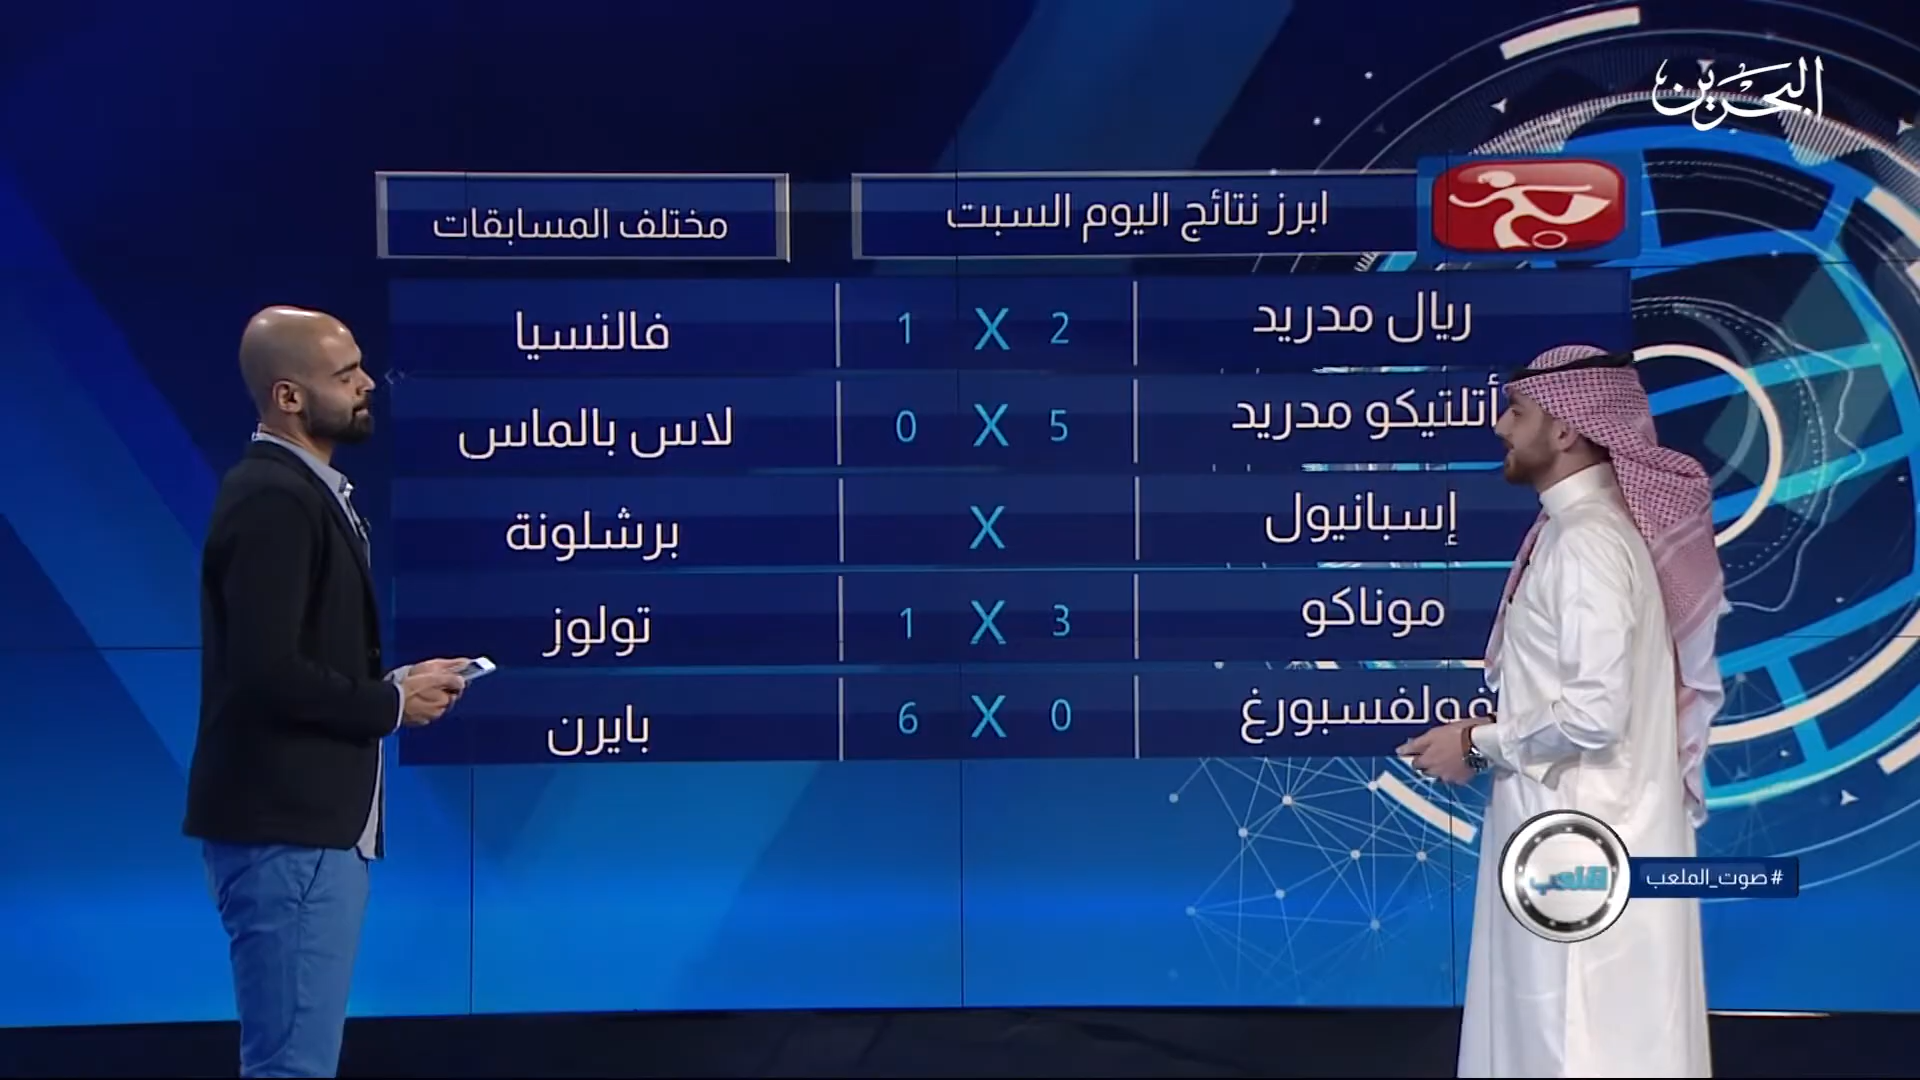 البحرين
ابرز نتائج اليوم السبت
مختلف المسابقات
ريال مدريد 2 X 1 فالنسيا
أتلتيكو مدريد 5 X 0 لاس بالماس
إسبانيول X برشلونة
موناكو 3 X 1 تولوز
فولفسبورغ 0 X 6 بايرن
#صوت_الملعب